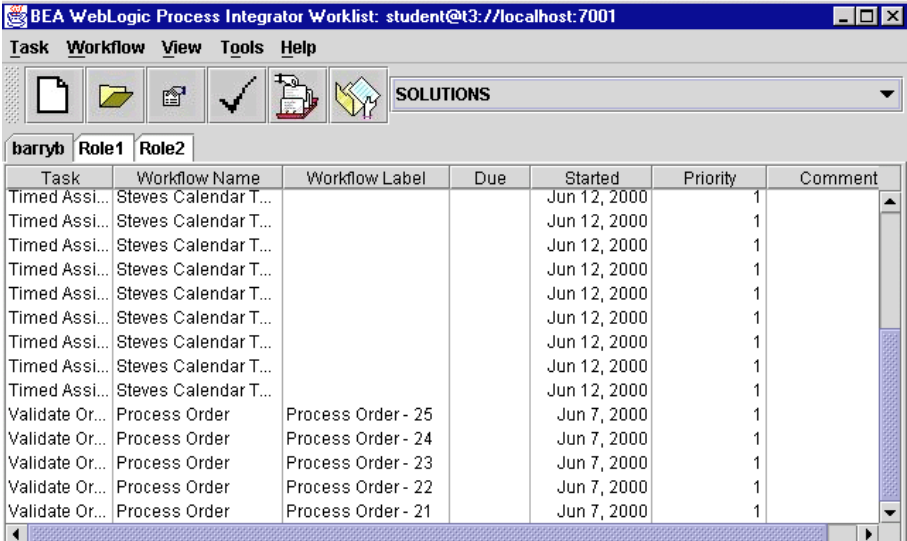 BEA WebLogic Process Integrator Worklist: student@t3://localhost:7001
Task Workflow View Tools Help
SOLUTIONS
barryb Role1 Role2
Task Workflow Name Workflow Label Due Started Priority Comment
Timed Assi... Steves Calendar T... Jun 12, 2000 1
Timed Assi... Steves Calendar T... Jun 12, 2000 1
Timed Assi... Steves Calendar T... Jun 12, 2000 1
Timed Assi... Steves Calendar T... Jun 12, 2000 1
Timed Assi... Steves Calendar T... Jun 12, 2000 1
Timed Assi... Steves Calendar T... Jun 12, 2000 1
Timed Assi... Steves Calendar T... Jun 12, 2000 1
Timed Assi... Steves Calendar T... Jun 12, 2000 1
Timed Assi... Steves Calendar T... Jun 12, 2000 1
Validate Or... Process Order Process Order - 25 Jun 7, 2000 1
Validate Or... Process Order Process Order - 24 Jun 7, 2000 1
Validate Or... Process Order Process Order - 23 Jun 7, 2000 1
Validate Or... Process Order Process Order - 22 Jun 7, 2000 1
Validate Or... Process Order Process Order - 21 Jun 7, 2000 1